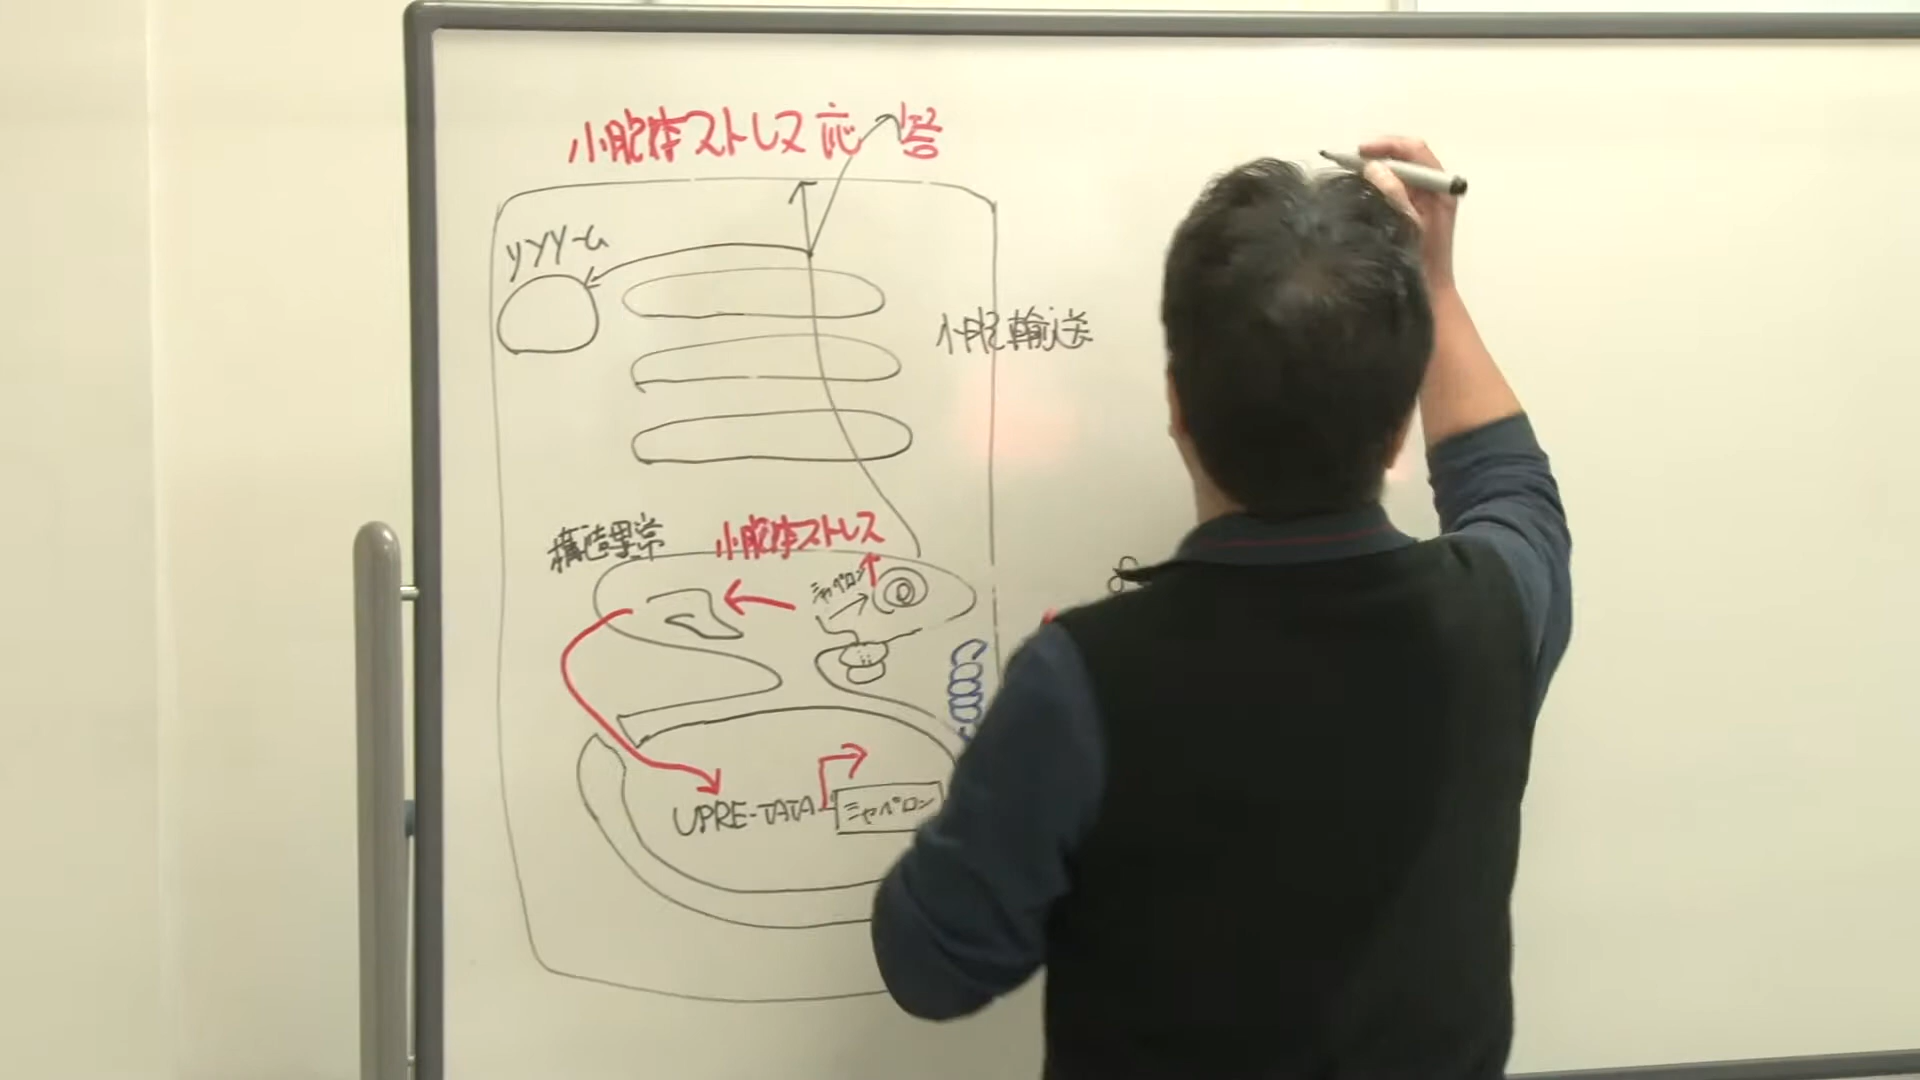 小胞体ストレス応答
リソソーム
小胞輸送
構造異常
小胞体ストレス
シャペロン
UPRE-TATA-シャペロン